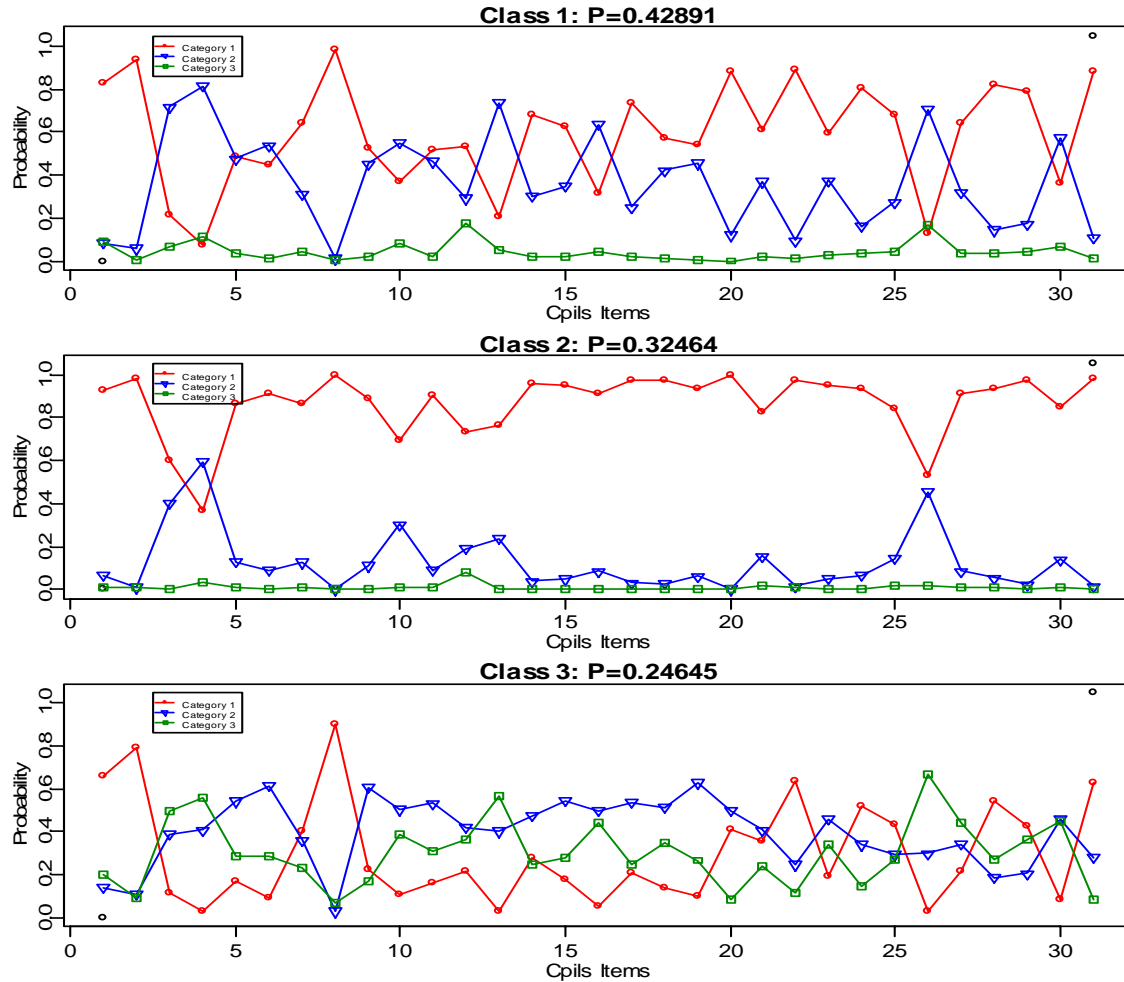 Class 1: P=0.42891
Category 1
Category 2
Category 3
Probability
0.0 0.2 0.4 0.6 0.8 1.0
0 5 10 15 20 25 30
Cpils Items
Class 2: P=0.32464
Category 1
Category 2
Category 3
Probability
0.0 0.2 0.4 0.6 0.8 1.0
0 5 10 15 20 25 30
Cpils Items
Class 3: P=0.24645
Category 1
Category 2
Category 3
Probability
0.0 0.2 0.4 0.6 0.8 1.0
0 5 10 15 20 25 30
Cpils Items